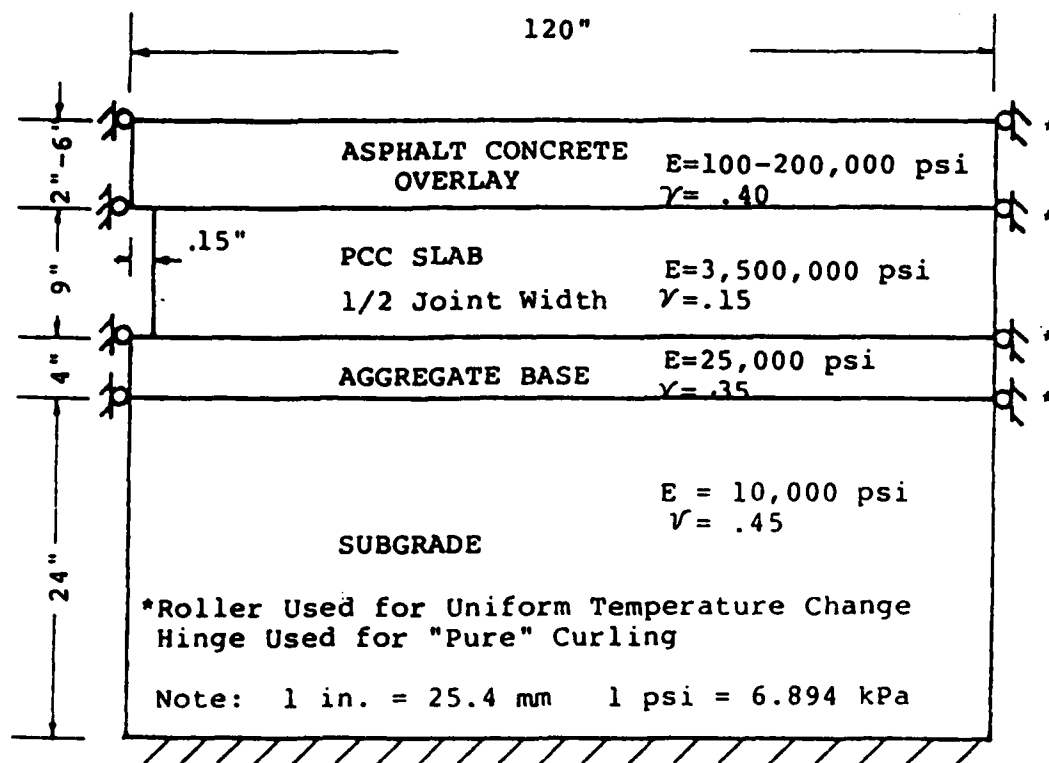 120"
2"-6"
ASPHALT CONCRETE
OVERLAY
E=100-200,000 psi
γ= .40
*
*
9"
.15"
PCC SLAB
1/2 Joint Width
E=3,500,000 psi
γ=.15
*
4"
AGGREGATE BASE
E=25,000 psi
γ=.35
*
24"
SUBGRADE
E = 10,000 psi
γ= .45
*Roller Used for Uniform Temperature Change
Hinge Used for "Pure" Curling
Note: 1 in. = 25.4 mm 1 psi = 6.894 kPa